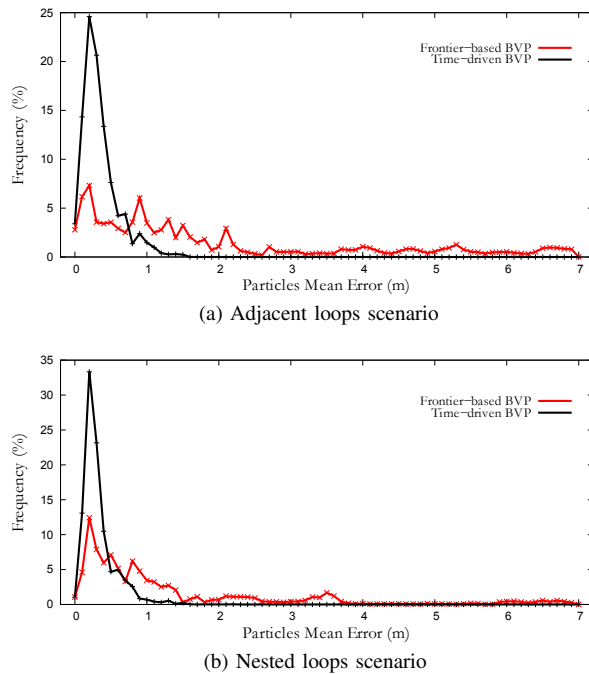 25
20
15
10
5
0
Frequency (%)
Frontier-based BVP
Time-driven BVP
0 1 2 3 4 5 6 7
Particles Mean Error (m)
(a) Adjacent loops scenario
35
30
25
20
15
10
5
0
Frequency (%)
Frontier-based BVP
Time-driven BVP
0 1 2 3 4 5 6 7
Particles Mean Error (m)
(b) Nested loops scenario